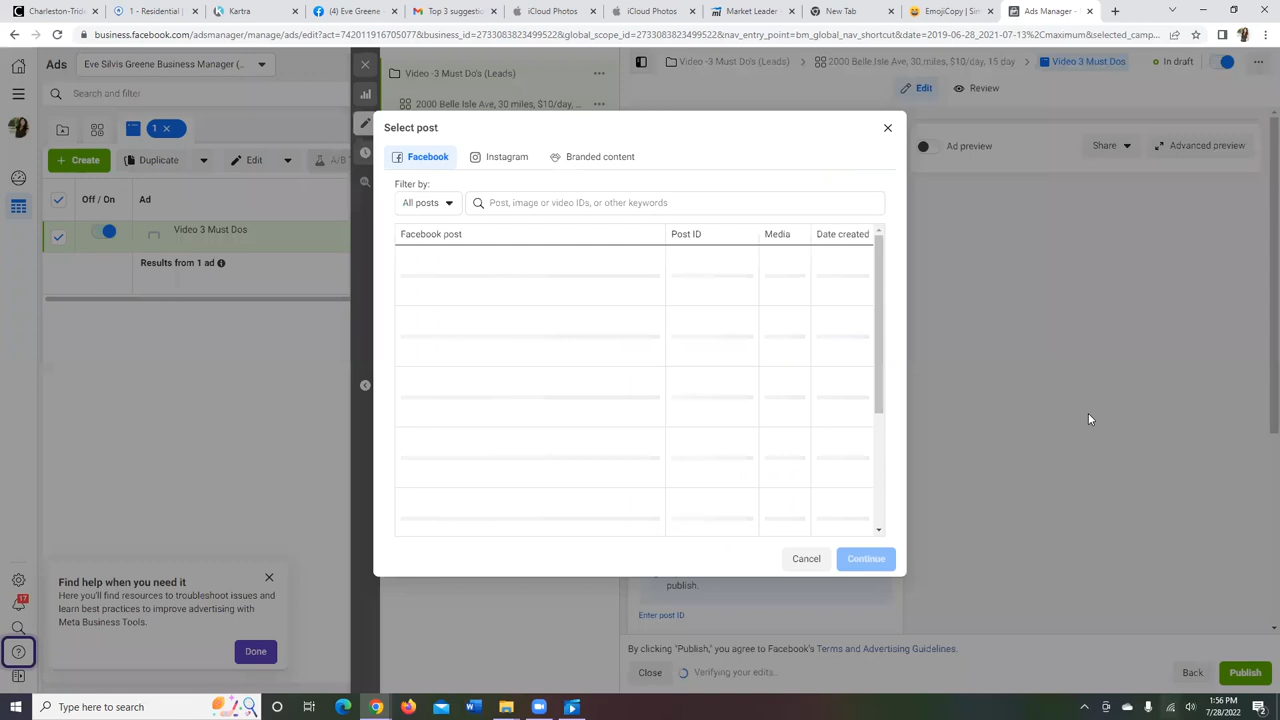 Charleston-Trident
1 - Residential
Kartra
(4) Eve Greene
Top 3 suggestio
iCloud Photos
iCloud Photos
Market Leader -
New Tab
EmojiCopy | Sim
Ads Manager -
business.facebook.com/adsmanager/manage/ads/edit?act=742011916705077&business_id=2733083823499522&global_scope_id=2733083823499522&nav_entry_point=bm_global_nav_shortcut&date=2019-06-28_2021-07-13%2Cmaximum&selected_camp...
Ads
Eve Silvis Greene Business Manager (...
Video -3 Must Do's (Leads)
Video -3 Must Do's (Leads)
2000 Belle Isle Ave, 30,miles, $10/day, 15 day
Video 3 Must Dos
In draft
Search and filter
2000 Belle Isle Ave, 30 miles, $10/day, ...
Edit
Review
1
Select post
Create
Duplicate
Edit
A/B T
Facebook
Instagram
Branded content
Ad preview
Share
Advanced preview
Filter by:
All posts
Post, image or video IDs, or other keywords
Off / On
Ad
Video 3 Must Dos
Results from 1 ad
Facebook post
Post ID
Media
Date created
Cancel
Continue
Find help when you need it
Here you'll find resources to troubleshoot issues and
learn best practices to improve advertising with
Meta Business Tools.
Done
17
publish.
Enter post ID
By clicking "Publish," you agree to Facebook's Terms and Advertising Guidelines.
Close
Verifying your edits...
Back
Publish
Type here to search
1:56 PM
7/28/2022